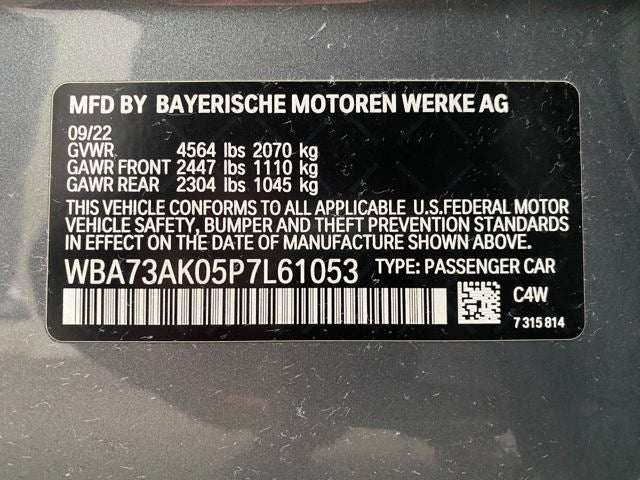 MFD BY BAYERISCHE MOTOREN WERKE AG
09/22
GVWR 4564 lbs 2070 kg
GAWR FRONT 2447 lbs 1110 kg
GAWR REAR 2304 lbs 1045 kg
THIS VEHICLE CONFORMS TO ALL APPLICABLE U.S.FEDERAL MOTOR
VEHICLE SAFETY, BUMPER AND THEFT PREVENTION STANDARDS
IN EFFECT ON THE DATE OF MANUFACTURE SHOWN ABOVE.
WBA73AK05P7L61053 TYPE: PASSENGER CAR
C4W
7 315 814